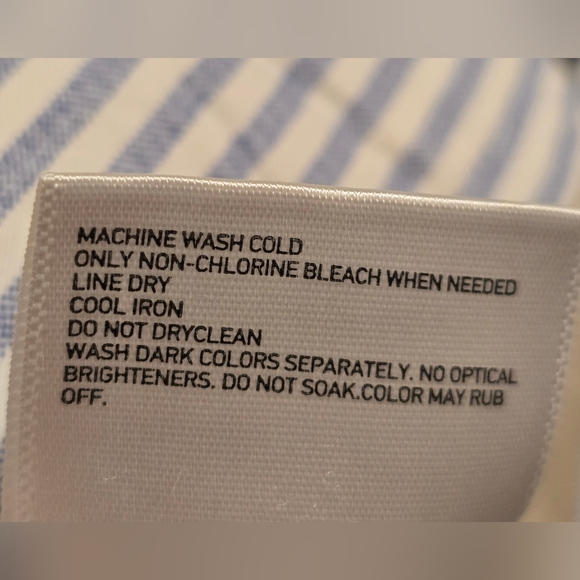 MACHINE WASH COLD
ONLY NON-CHLORINE BLEACH WHEN NEEDED
LINE DRY
COOL IRON
DO NOT DRYCLEAN
WASH DARK COLORS SEPARATELY. NO OPTICAL
BRIGHTENERS. DO NOT SOAK.COLOR MAY RUB
OFF.